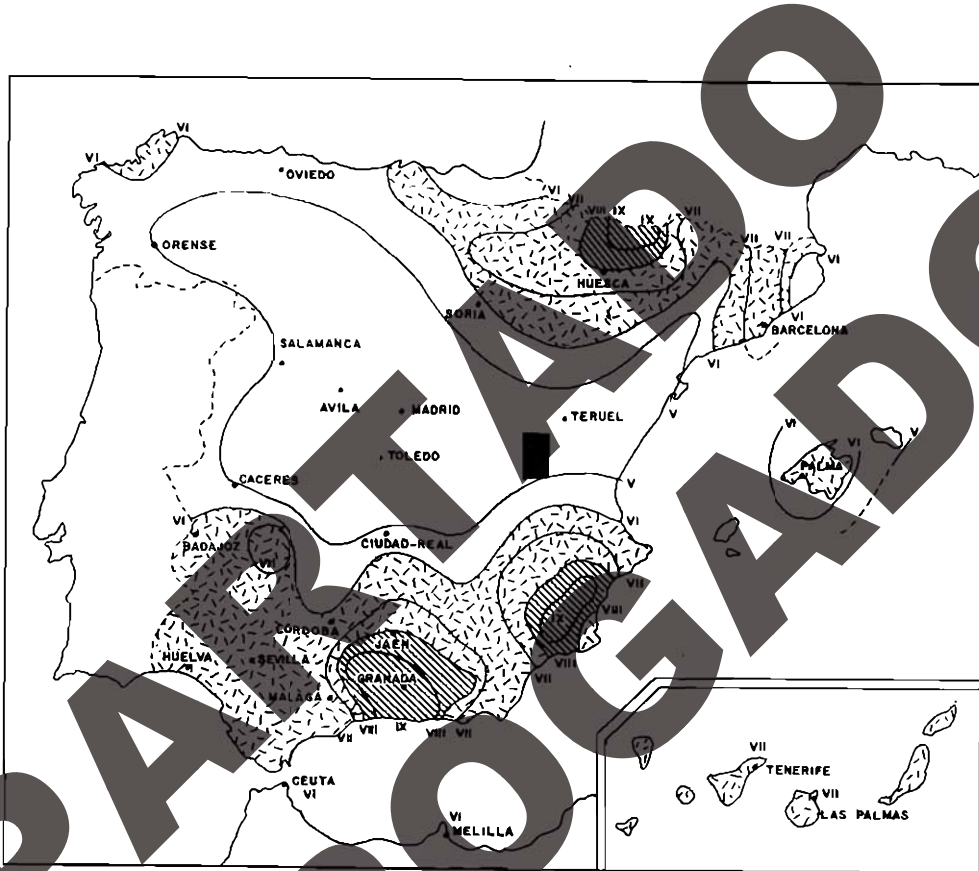 VI
VI
OVIEDO
VI
VII
VIII
IX
IX
VII
ORENSE
VII
VII
VI
HUESCA
SORIA
VI
BARCELONA
SALAMANCA
VI
AVILA
MADRID
TERUEL
V
VI
VI
V
TOLEDO
PALMA
CACERES
V
VI
VI
BADAJOZ
CIUDAD-REAL
VII
VII
VIII
IX
CORDOBA
JAEN
HUELVA
SEVILLA
VIII
GRANADA
VII
MALAGA
VII
VIII
IX
VIII
VII
VII
TENERIFE
CEUTA
VI
VII
LAS PALMAS
VI
MELILLA